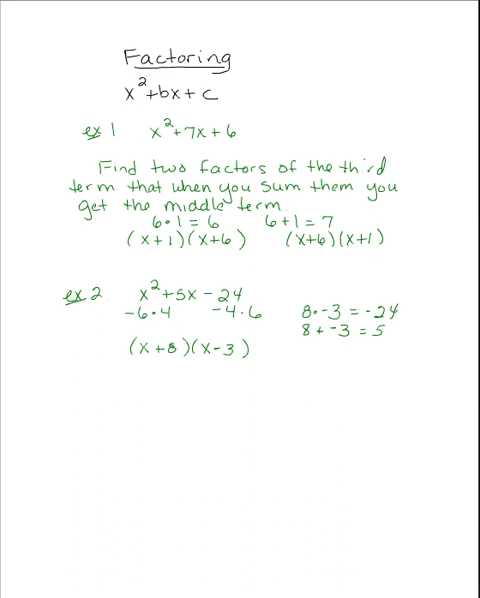 Factoring
x²+bx+c
ex 1 x²+7x+6
Find two factors of the third
term that when you sum them you
get the middle term.
6•1=6 6+1=7
(x+1)(x+6) (x+6)(x+1)
ex 2 x²+5x-24
-6•4 -4•6 8•-3=-24
8+-3=5
(x+8)(x-3)